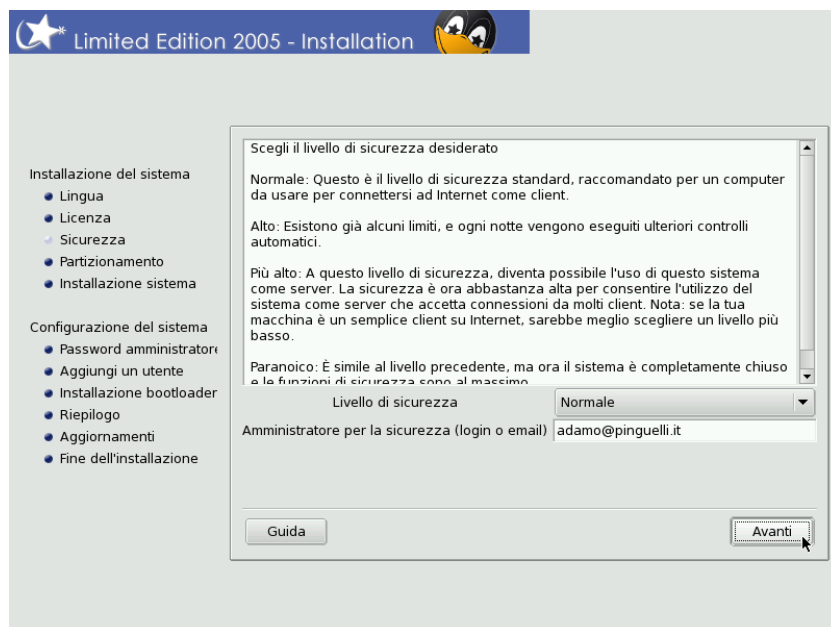 Limited Edition 2005 - Installation
Installazione del sistema
Lingua
Licenza
Sicurezza
Partizionamento
Installazione sistema
Configurazione del sistema
Password amministratore
Aggiungi un utente
Installazione bootloader
Riepilogo
Aggiornamenti
Fine dell'installazione
Scegli il livello di sicurezza desiderato
Normale: Questo è il livello di sicurezza standard, raccomandato per un computer
da usare per connettersi ad Internet come client.
Alto: Esistono già alcuni limiti, e ogni notte vengono eseguiti ulteriori controlli
automatici.
Più alto: A questo livello di sicurezza, diventa possibile l'uso di questo sistema
come server. La sicurezza è ora abbastanza alta per consentire l'utilizzo del
sistema come server che accetta connessioni da molti client. Nota: se la tua
macchina è un semplice client su Internet, sarebbe meglio scegliere un livello più
basso.
Paranoico: È simile al livello precedente, ma ora il sistema è completamente chiuso
e le funzioni di sicurezza sono al massimo.
Livello di sicurezza
Normale
Amministratore per la sicurezza (login o email)
adamo@pinguelli.it
Guida
Avanti